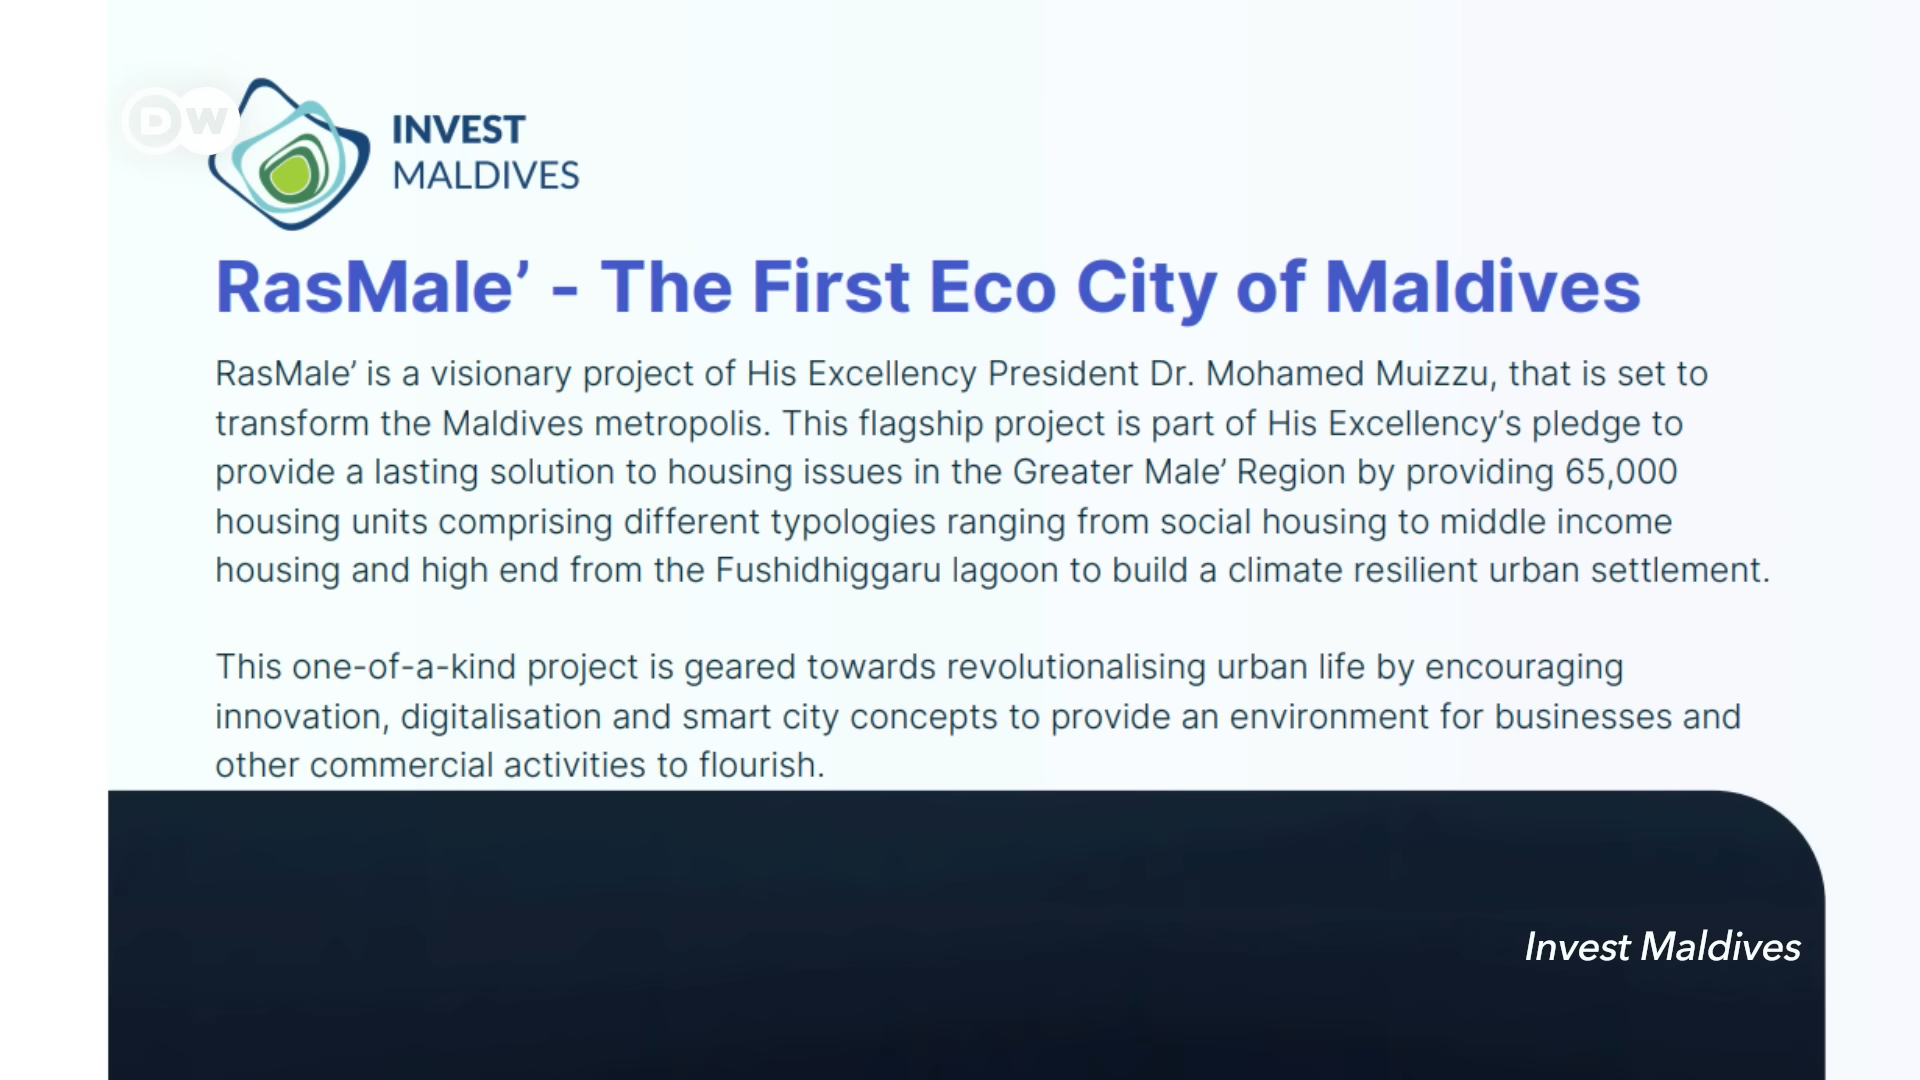 DW
INVEST
MALDIVES
RasMale’ - The First Eco City of Maldives
RasMale’ is a visionary project of His Excellency President Dr. Mohamed Muizzu, that is set to
transform the Maldives metropolis. This flagship project is part of His Excellency’s pledge to
provide a lasting solution to housing issues in the Greater Male’ Region by providing 65,000
housing units comprising different typologies ranging from social housing to middle income
housing and high end from the Fushidhiggaru lagoon to build a climate resilient urban settlement.
This one-of-a-kind project is geared towards revolutionalising urban life by encouraging
innovation, digitalisation and smart city concepts to provide an environment for businesses and
other commercial activities to flourish.
Invest Maldives